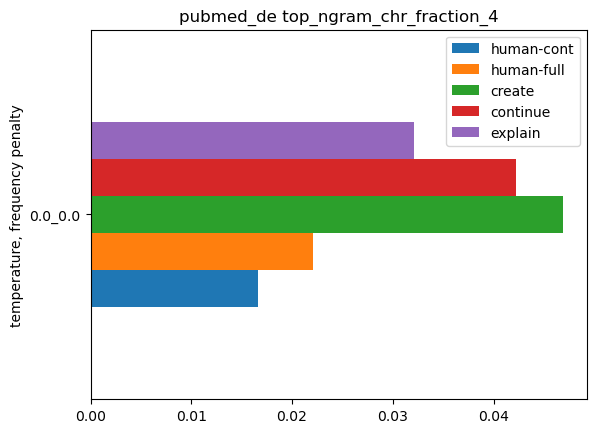 pubmed_de top_ngram_chr_fraction_4
human-cont
human-full
create
continue
explain
temperature, frequency penalty
0.0_0.0
0.00 0.01 0.02 0.03 0.04